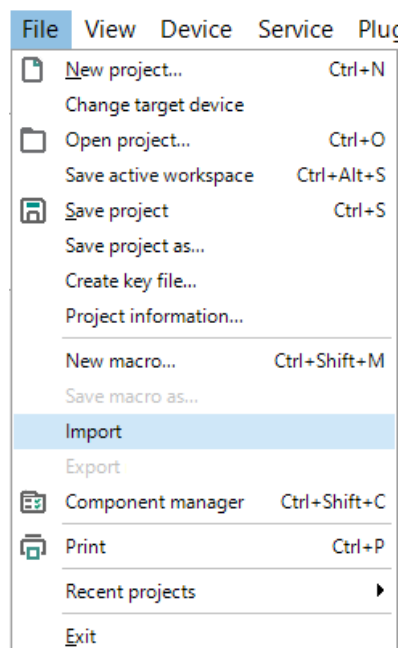 File View Device Service Plug
New project... Ctrl+N
Change target device
Open project... Ctrl+O
Save active workspace Ctrl+Alt+S
Save project Ctrl+S
Save project as...
Create key file...
Project information...
New macro... Ctrl+Shift+M
Save macro as...
Import
Export
Component manager Ctrl+Shift+C
Print Ctrl+P
Recent projects
Exit